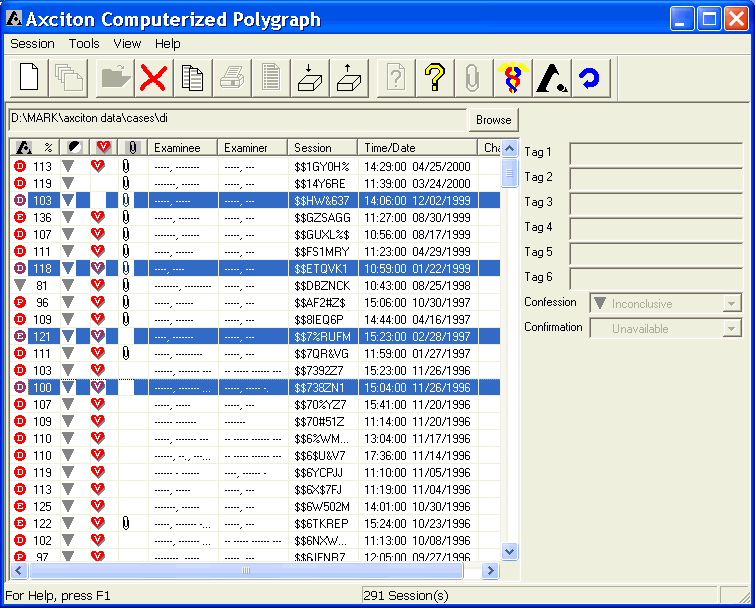 Axciton Computerized Polygraph
Session Tools View Help
D:\MARK\axciton data\cases\di Browse
% Examinee Examiner Session Time/Date Cha
D 113 V -----, -------- -----, --- $$1GY0H% 14:29:00 04/25/2000
D 119 -------, ----- -----, --- $$14Y6RE 11:39:00 03/24/2000
D 103 -----, ----- -----, --- $$HW&637 14:06:00 12/02/1999
E 136 V -------, ----- -----, --- $$GZSAGG 11:27:00 08/30/1999
D 107 V -------, ----- -----, --- $$GUXL%$ 10:56:00 08/17/1999
D 111 V -----, ----- -----, --- $$FS1MRY 11:23:00 04/29/1999
D 118 V ----, ---- -----, --- $$ETQVK1 10:59:00 01/22/1999
81 V ------, -------- -----, --- $$DBZNCK 10:43:00 08/25/1998
P 96 V -----, ----- -----, --- $$AF2#Z$ 15:06:00 10/30/1997
D 109 V -----, ----- -----, --- $$9IEQ6P 14:44:00 04/16/1997
E 121 V -----, ----- -----, --- $$7%RUFM 15:23:00 02/28/1997
D 111 V -----, --------- -----, --- $$7QR&VG 11:59:00 01/27/1997
D 103 V -----, ------- --- -- ----- ------ --- $$7392Z7 15:23:00 11/26/1996
D 100 V ------, ------- ... -----, ----- -. $$738ZN1 15:04:00 11/26/1996
D 107 V -----, ---- -----, --- $$70%YZ7 15:41:00 11/20/1996
D 109 V ------ ------- ------ $$70#51Z 11:14:00 11/20/1996
D 110 V -----, ------- --- -- ----- ------ --- $$6%WM... 13:04:00 11/17/1996
D 110 V ------, --., ---... -- ----- ------ --- $$6$U&V7 17:36:00 11/14/1996
D 119 V ------ - ------ ---, ------ - $$6YCPJJ 11:10:00 11/05/1996
D 113 V -----, ----- -----, --- $$6X$7FJ 11:19:00 11/04/1996
E 125 V ------ - ------ -----, --- $$6W502M 14:01:00 10/30/1996
E 122 V -----, ------- -... -----, --- $$6TKREP 15:24:00 10/23/1996
D 102 V -----, ------- --- -- ----- ------ --- $$6NXW... 11:13:00 10/08/1996
P 97 V -------, ----- -----, --- $$6JFNR7 12:05:00 09/27/1996
Tag 1
Tag 2
Tag 3
Tag 4
Tag 5
Tag 6
Confession Inconclusive
Confirmation Unavailable
For Help, press F1 291 Session(s)